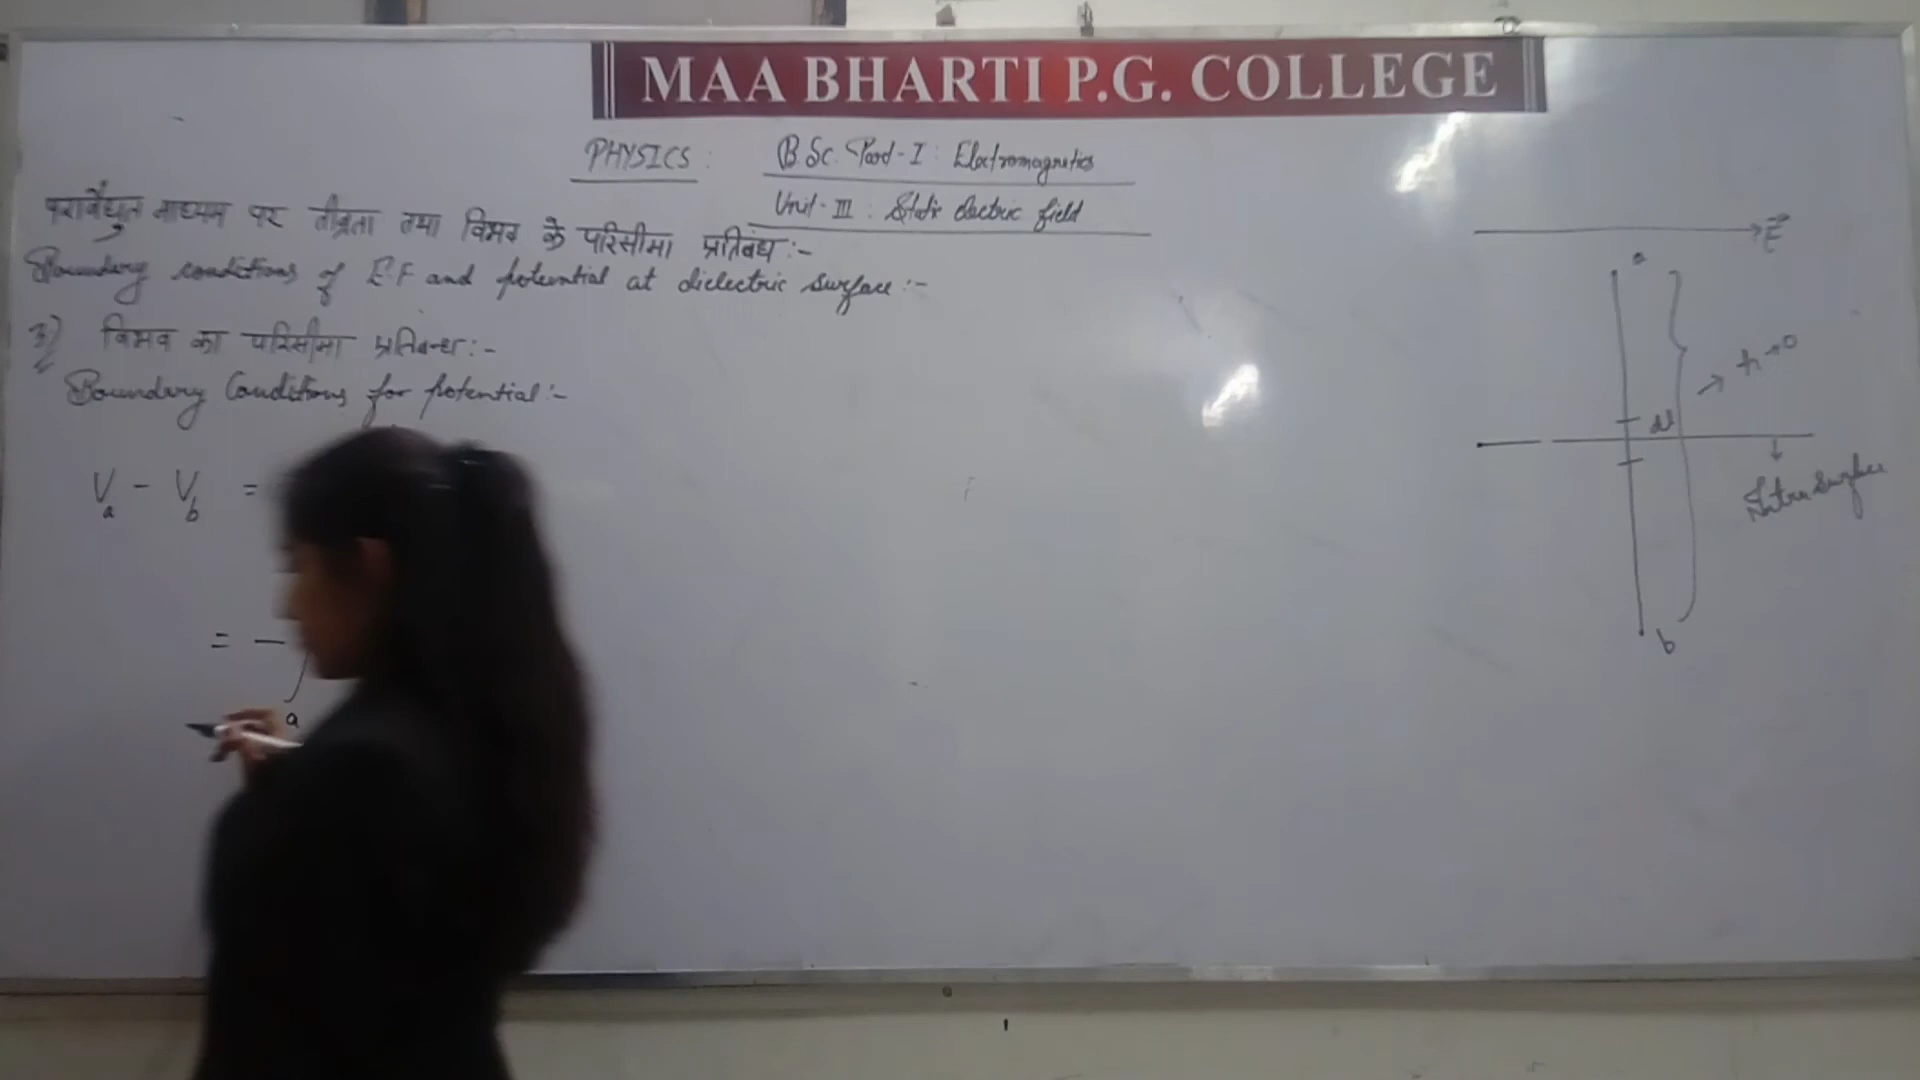 MAA BHARTI P.G. COLLEGE
PHYSICS : B.Sc. Part-I : Electromagnetics
Unit-III : Static electric field
परावैद्युत माध्यम पर तीव्रता तथा विभव के परिसीमा प्रतिबंध :-
Boundary conditions of E.F and potential at dielectric surface :-
3) विभव का परिसीमा प्रतिबन्ध :-
Boundary Conditions for potential :-
V_a - V_b =
= - ∫
a
E
a
h→0
dl
surface
b